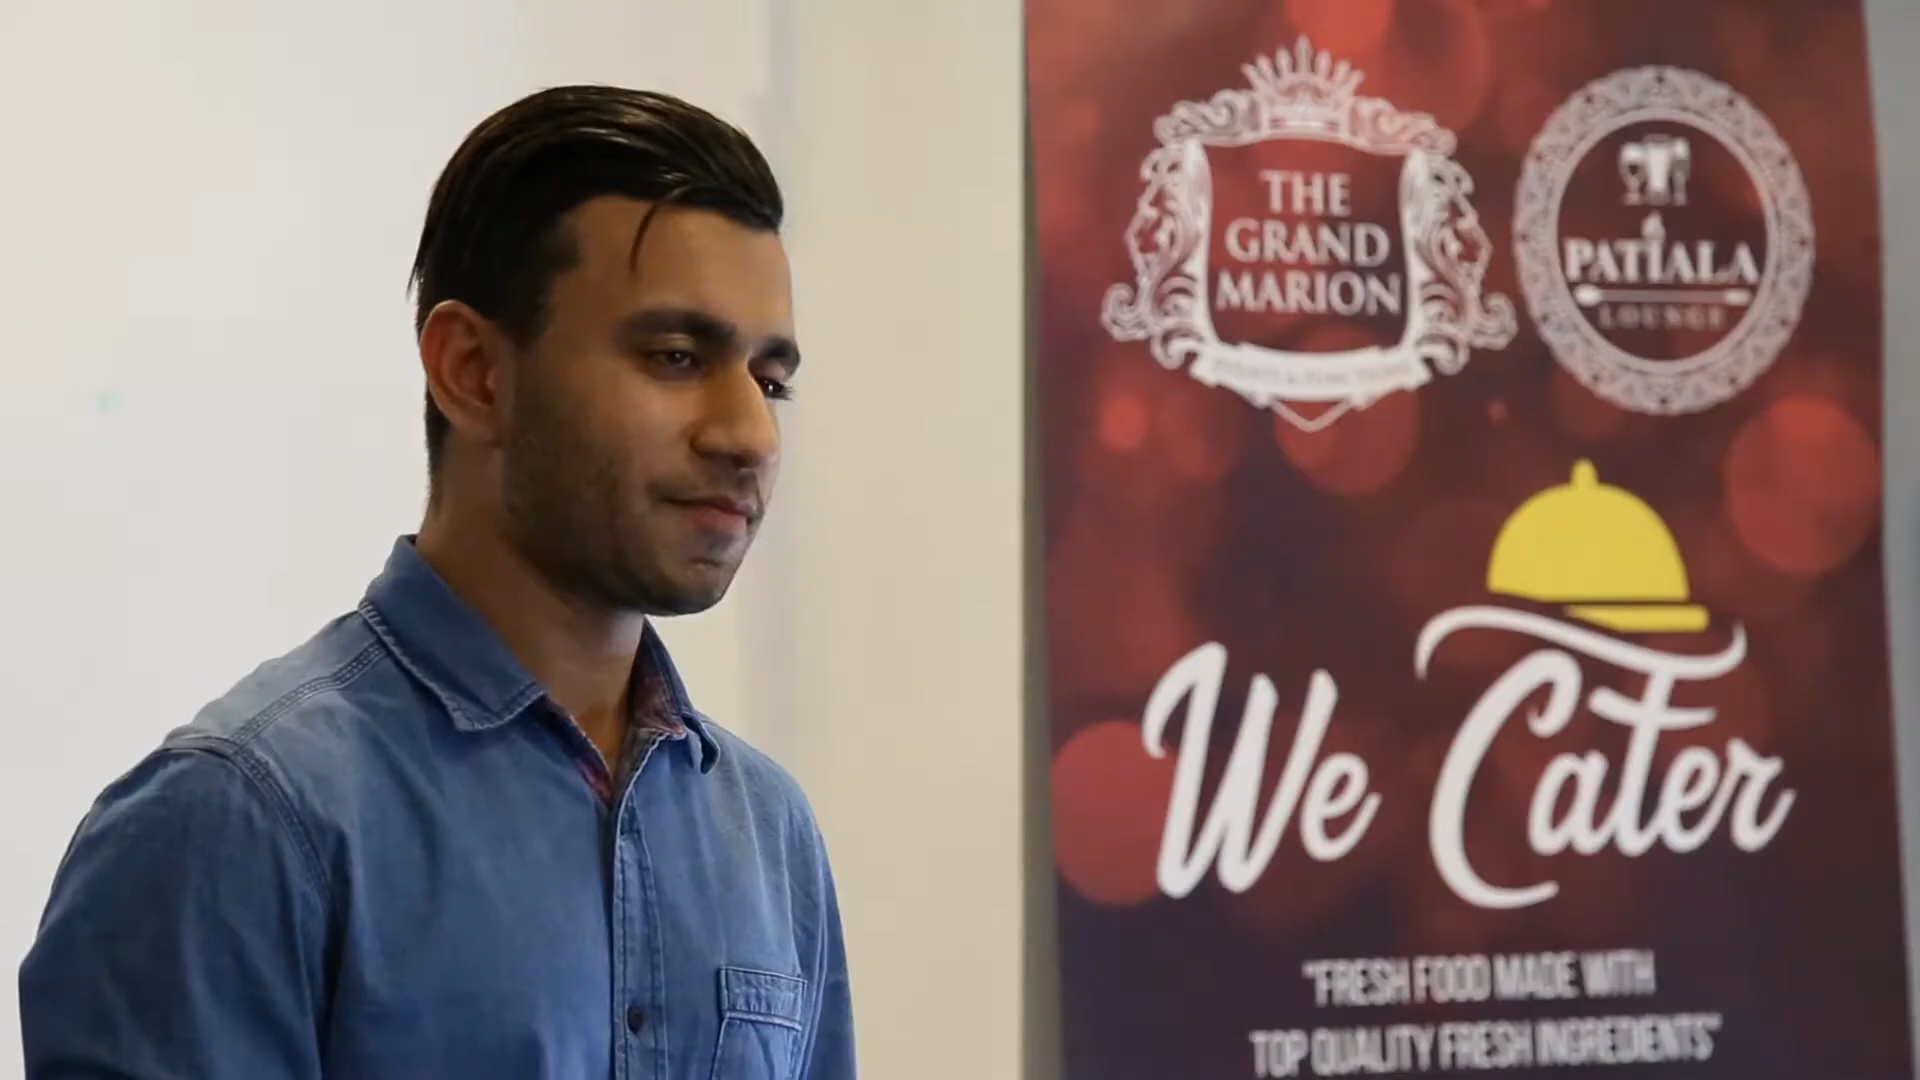 THE
GRAND
MARION
PATIALA
LOUNGE
We Cater
"FRESH FOOD MADE WITH
TOP QUALITY FRESH INGREDIENTS"